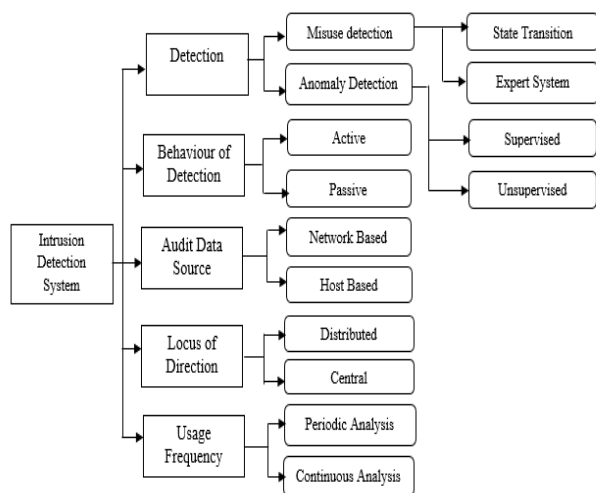 Detection
Misuse detection
State Transition
Expert System
Anomaly Detection
Supervised
Unsupervised
Behaviour of
Detection
Active
Passive
Intrusion
Detection
System
Audit Data
Source
Network Based
Host Based
Locus of
Direction
Distributed
Central
Usage
Frequency
Periodic Analysis
Continuous Analysis